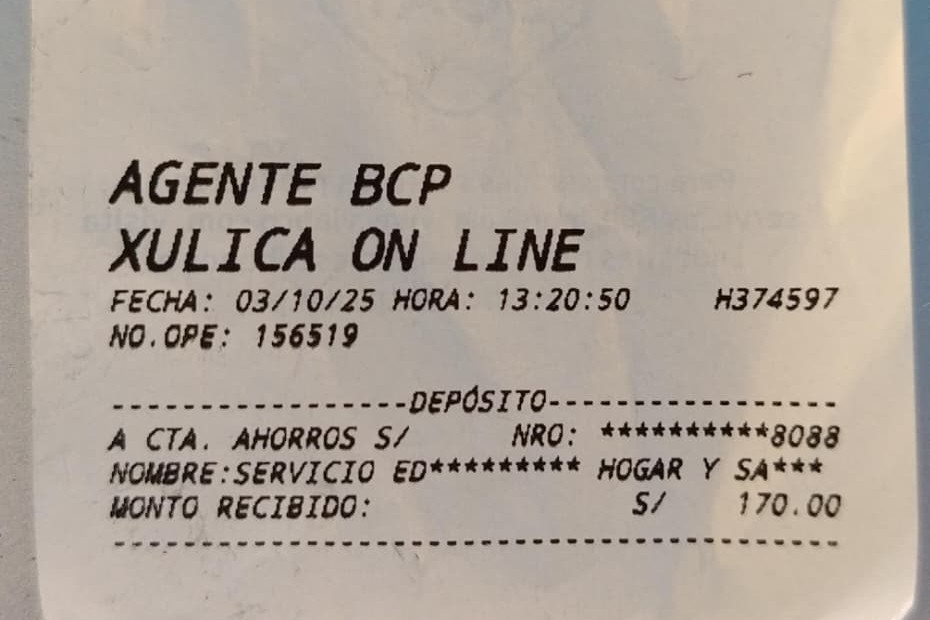 AGENTE BCP
XULICA ON LINE
FECHA: 03/10/25 HORA: 13:20:50 H374597
NO.OPE: 156519
-----------------DEPÓSITO-----------------
A CTA. AHORROS S/ NRO: **********8088
NOMBRE:SERVICIO ED********* HOGAR Y SA***
MONTO RECIBIDO: S/ 170.00
------------------------------------------